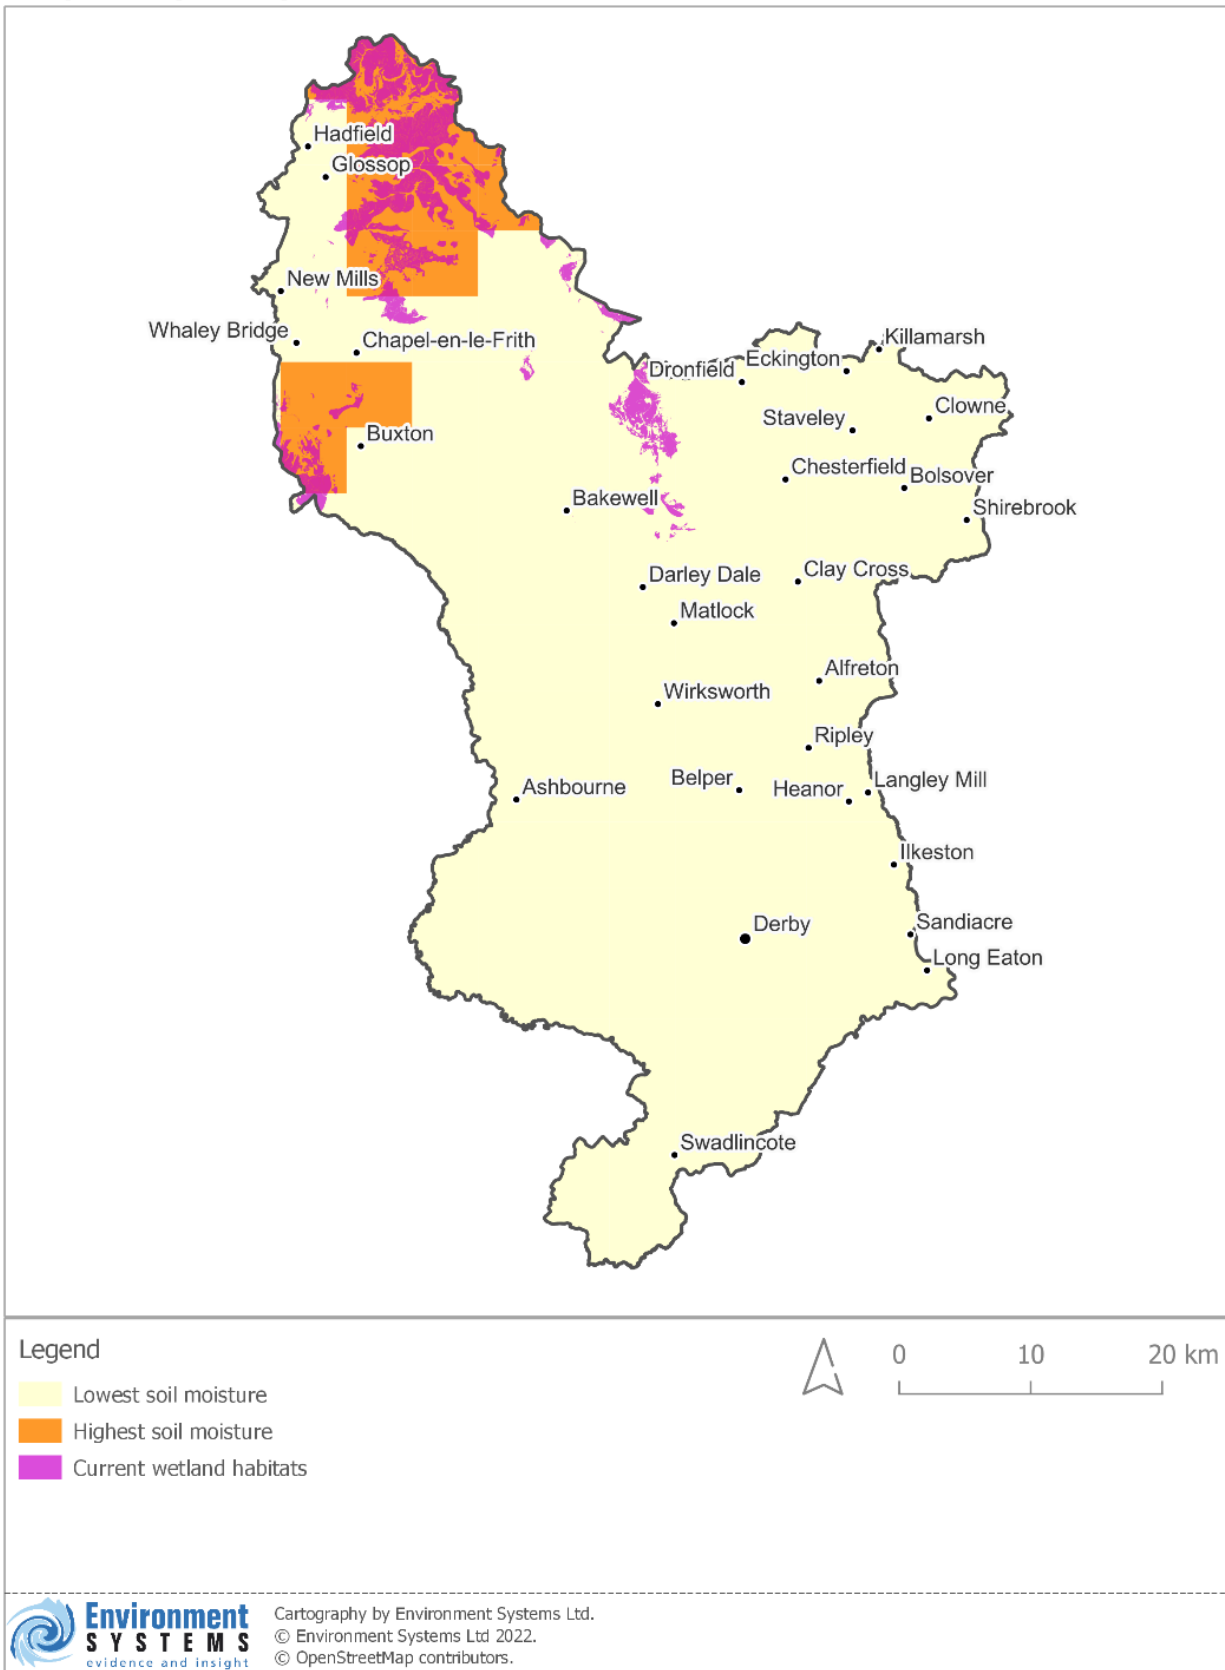 Hadfield
Glossop
New Mills
Whaley Bridge
Chapel-en-le-Frith
Killamarsh
Eckington
Dronfield
Clowne
Staveley
Buxton
Chesterfield
Bolsover
Bakewell
Shirebrook
Clay Cross
Darley Dale
Matlock
Alfreton
Wirksworth
Ripley
Belper
Langley Mill
Ashbourne
Heanor
Ilkeston
Derby
Sandiacre
Long Eaton
Swadlincote
Legend
0 10 20 km
Lowest soil moisture
Highest soil moisture
Current wetland habitats
Environment
SYSTEMS
evidence and insight
Cartography by Environment Systems Ltd.
© Environment Systems Ltd 2022.
© OpenStreetMap contributors.